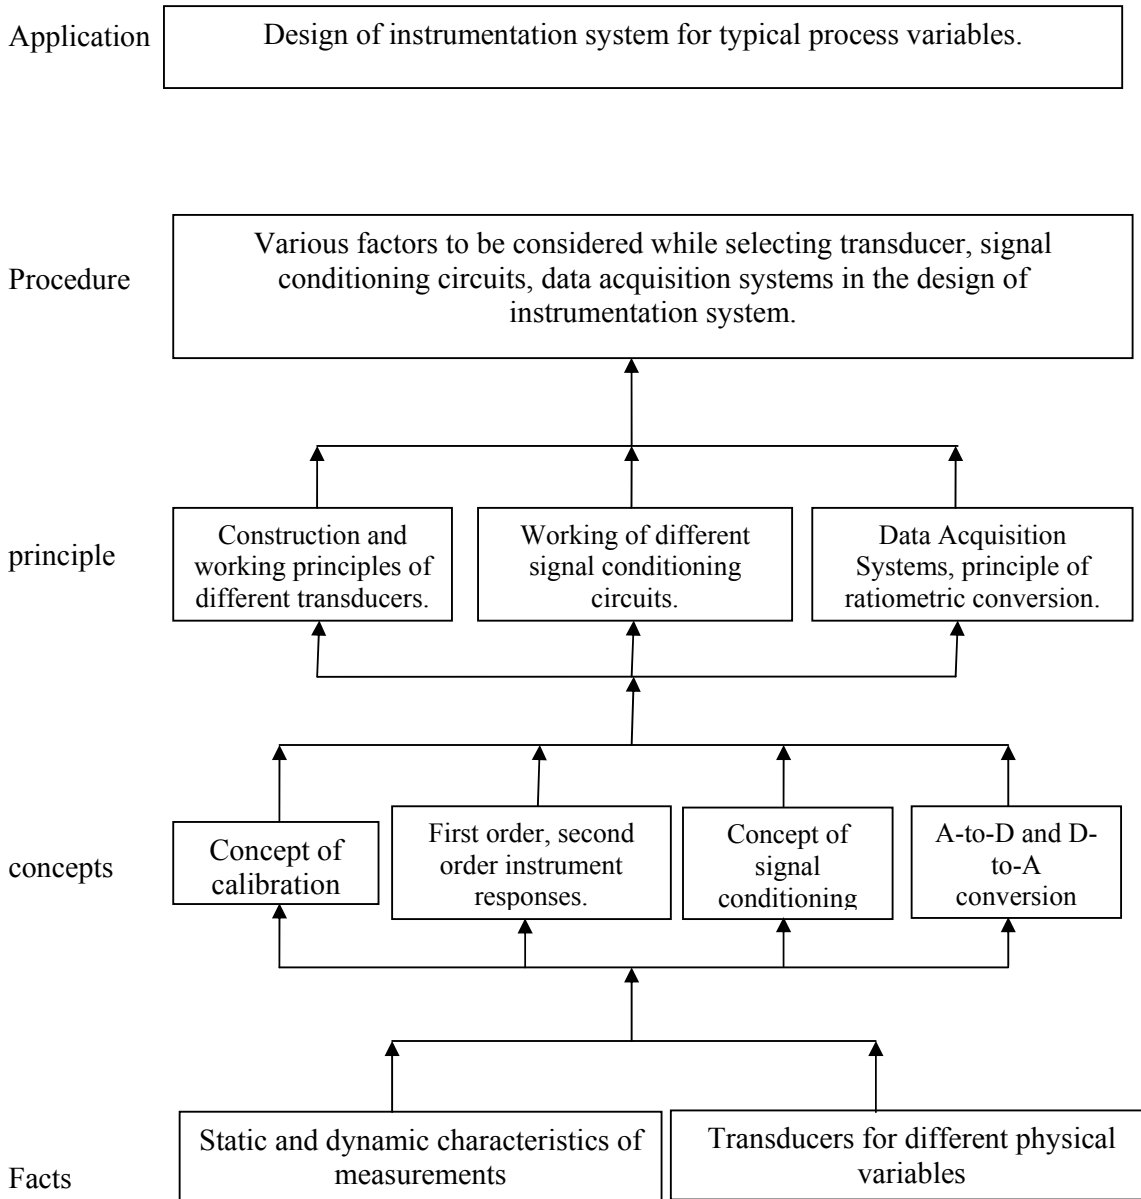 Application
Design of instrumentation system for typical process variables.
Procedure
Various factors to be considered while selecting transducer, signal
conditioning circuits, data acquisition systems in the design of
instrumentation system.
principle
Construction and
working principles of
different transducers.
Working of different
signal conditioning
circuits.
Data Acquisition
Systems, principle of
ratiometric conversion.
concepts
Concept of
calibration
First order, second
order instrument
responses.
Concept of
signal
conditioning
A-to-D and D-
to-A
conversion
Facts
Static and dynamic characteristics of
measurements
Transducers for different physical
variables